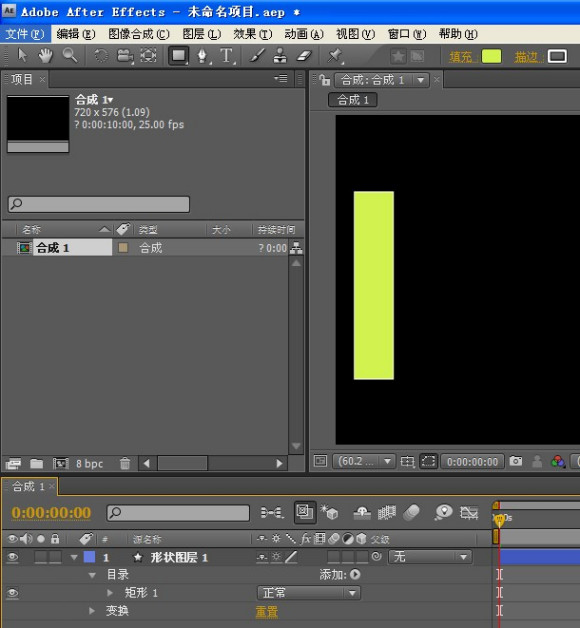 Adobe After Effects - 未命名项目.aep *
文件(F) 编辑(E) 图像合成(C) 图层(L) 效果(T) 动画(A) 视图(V) 窗口(W) 帮助(H)
填充 描边
项目
合成：合成 1
合成 1
合成 1
720 x 576 (1.09)
? 0:00:10:00, 25.00 fps
名称 类型 大小 持续时间
合成 1 合成 ? 0:00
8 bpc
(60.2 ... 0:00:00:00
合成 1
0:00:00:00
# 源名称 父级
1 ★ 形状图层 1 无
目录 添加:
矩形 1 正常
变换 重置